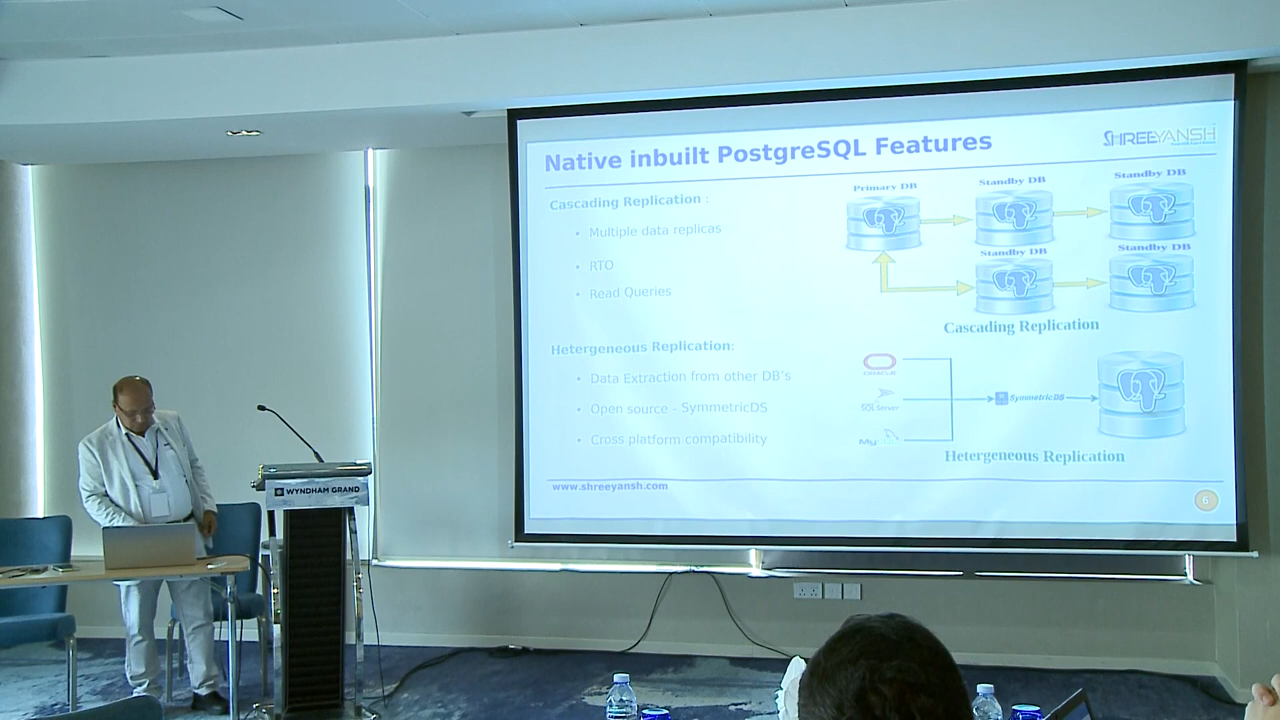 Native inbuilt PostgreSQL Features
SHREEYANSH
Cascading Replication :
• Multiple data replicas
• RTO
• Read Queries
Primary DB
Standby DB
Standby DB
Standby DB
Standby DB
Cascading Replication
Hetergeneous Replication:
• Data Extraction from other DB's
• Open source - SymmetricDS
• Cross platform compatibility
ORACLE
SQL Server
My
SymmetricDS
Hetergeneous Replication
www.shreeyansh.com
6
WYNDHAM GRAND